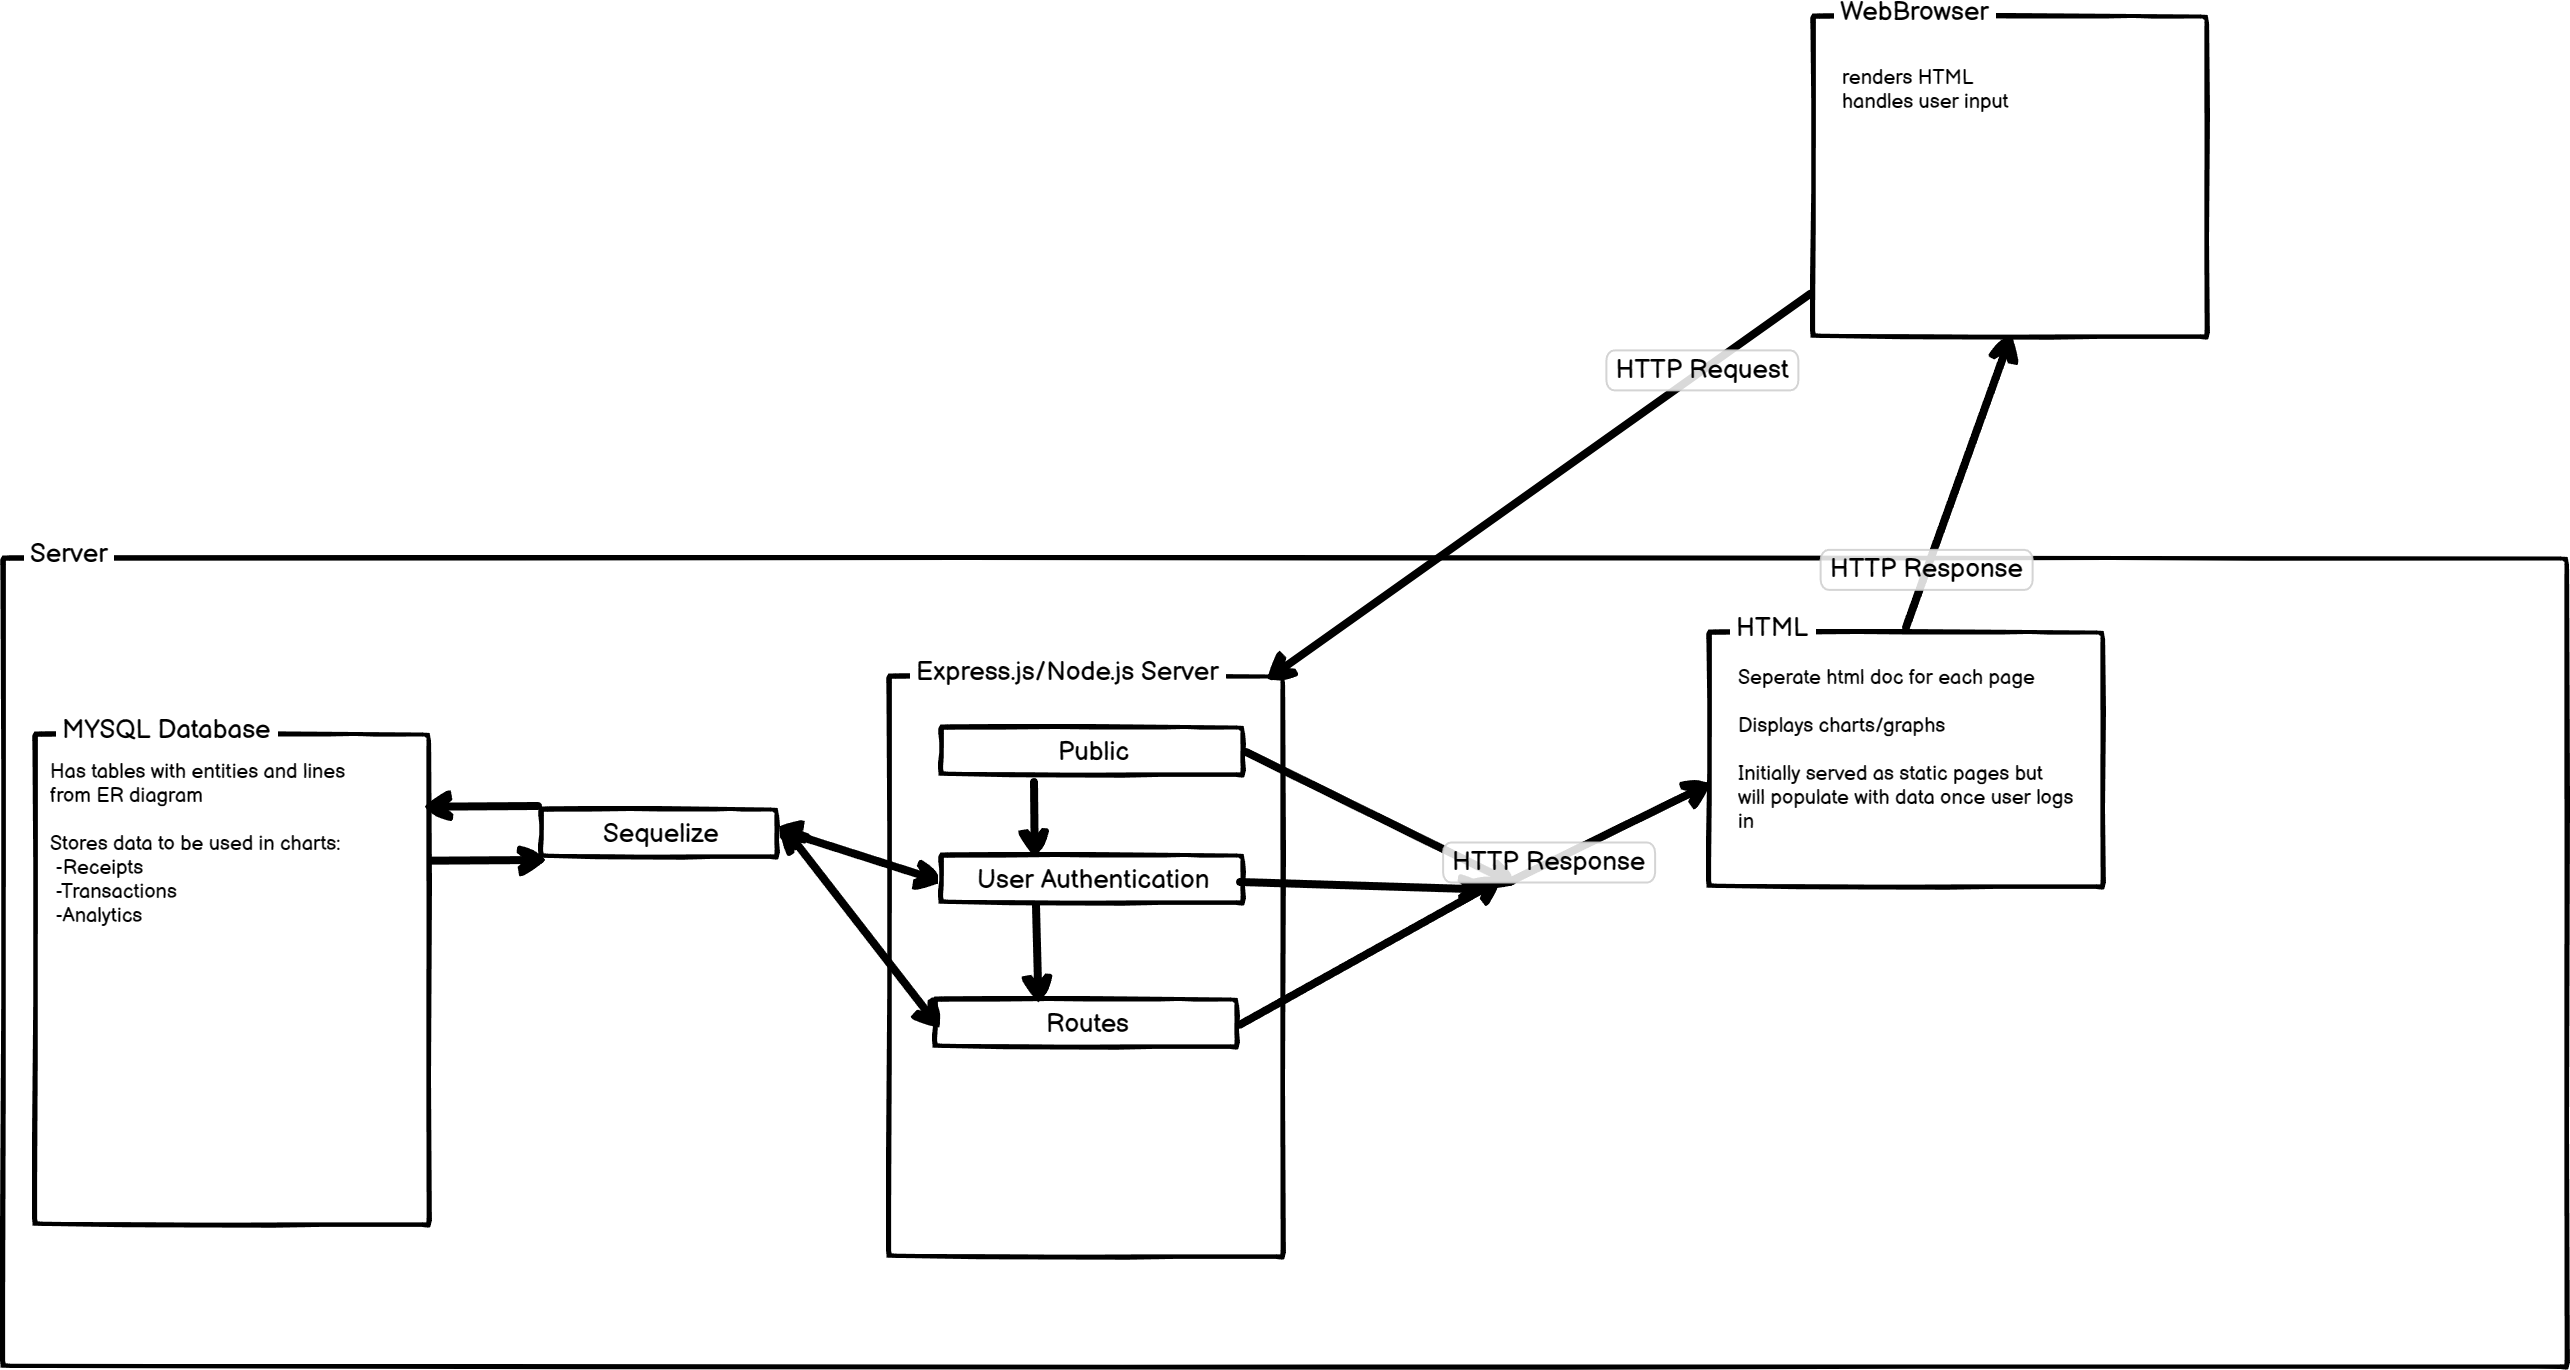 WebBrowser
renders HTML
handles user input
HTTP Request
Server
HTTP Response
HTML
Seperate html doc for each page
Displays charts/graphs
Initially served as static pages but
will populate with data once user logs
in
Express.js/Node.js Server
Public
User Authentication
Routes
HTTP Response
MYSQL Database
Has tables with entities and lines
from ER diagram
Stores data to be used in charts:
-Receipts
-Transactions
-Analytics
Sequelize